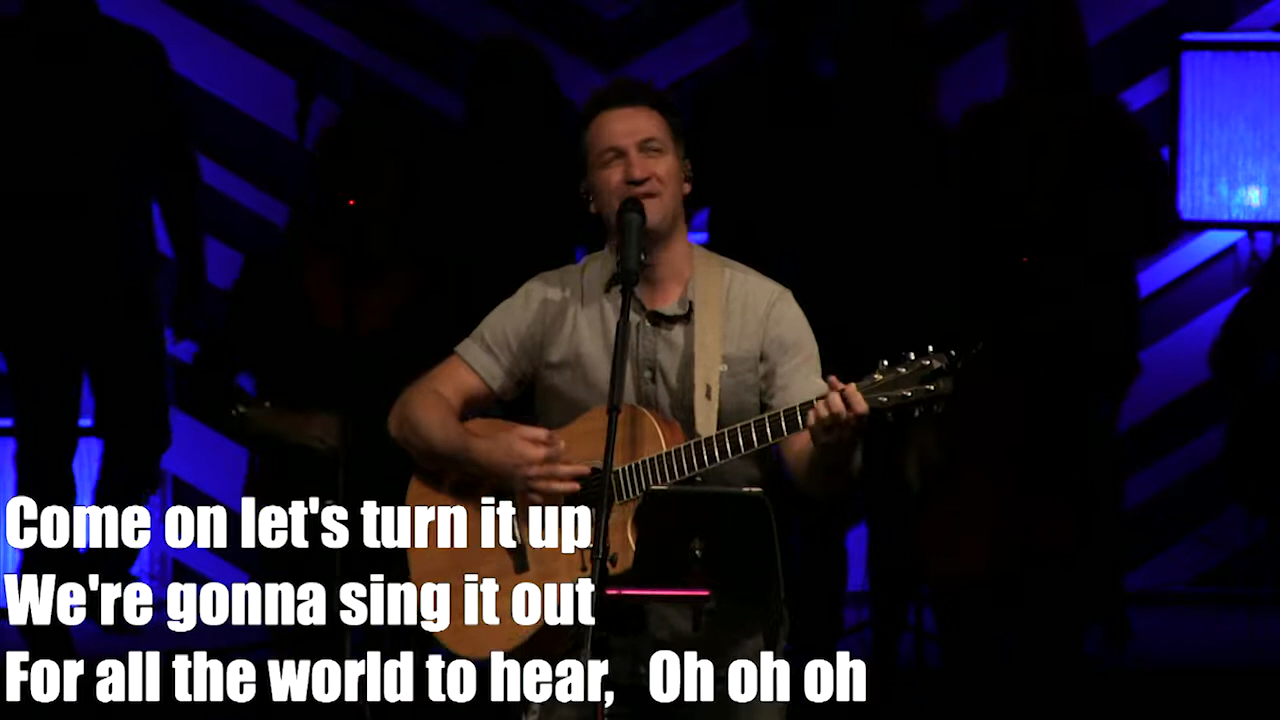 Come on let's turn it up
We're gonna sing it out
For all the world to hear,   Oh oh oh